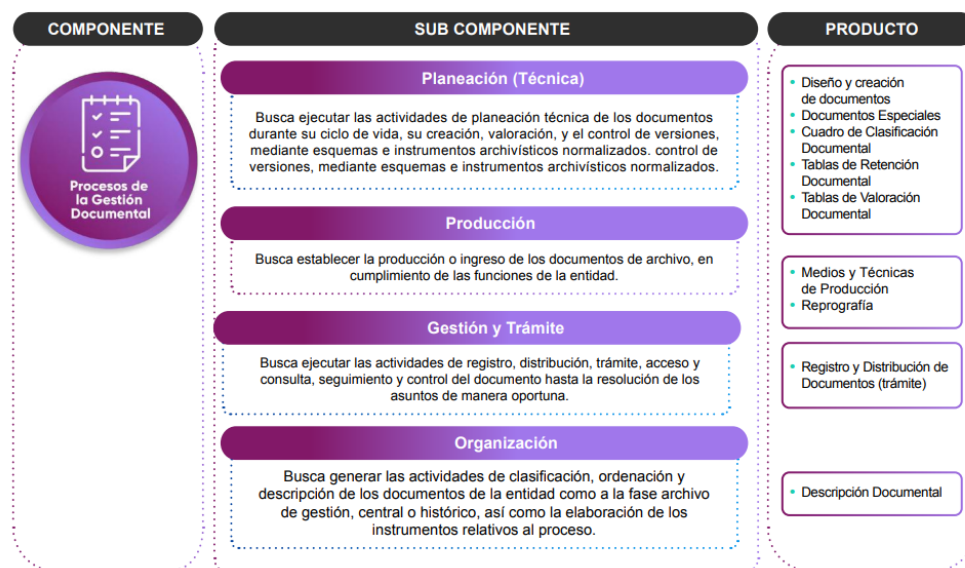 COMPONENTE
SUB COMPONENTE
PRODUCTO
Procesos de
la Gestión
Documental
Planeación (Técnica)
Busca ejecutar las actividades de planeación técnica de los documentos
durante su ciclo de vida, su creación, valoración, y el control de versiones,
mediante esquemas e instrumentos archivísticos normalizados. control de
versiones, mediante esquemas e instrumentos archivísticos normalizados.
• Diseño y creación
de documentos
• Documentos Especiales
• Cuadro de Clasificación
Documental
• Tablas de Retención
Documental
• Tablas de Valoración
Documental
Producción
Busca establecer la producción o ingreso de los documentos de archivo, en
cumplimiento de las funciones de la entidad.
• Medios y Técnicas
de Producción
• Reprografía
Gestión y Trámite
Busca ejecutar las actividades de registro, distribución, trámite, acceso y
consulta, seguimiento y control del documento hasta la resolución de los
asuntos de manera oportuna.
• Registro y Distribución de
Documentos (trámite)
Organización
Busca generar las actividades de clasificación, ordenación y
descripción de los documentos de la entidad como a la fase archivo
de gestión, central o histórico, así como la elaboración de los
instrumentos relativos al proceso.
• Descripción Documental